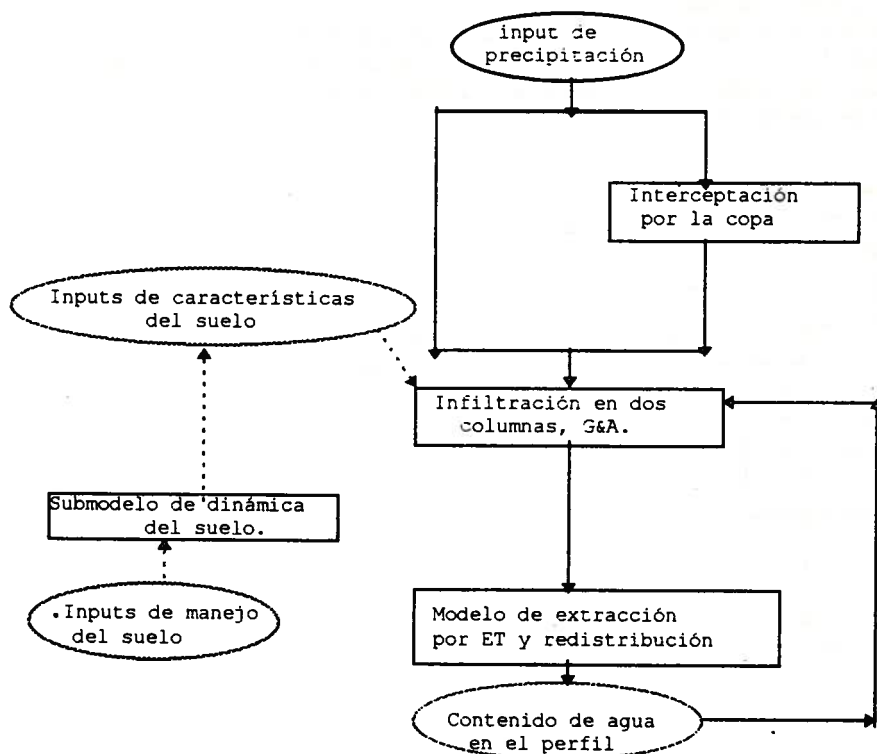 input de
precipitación
Interceptación
por la copa
Inputs de características
del suelo
Infiltración en dos
columnas, G&A.
Submodelo de dinámica
del suelo.
.Inputs de manejo
del suelo
Modelo de extracción
por ET y redistribución
Contenido de agua
en el perfil